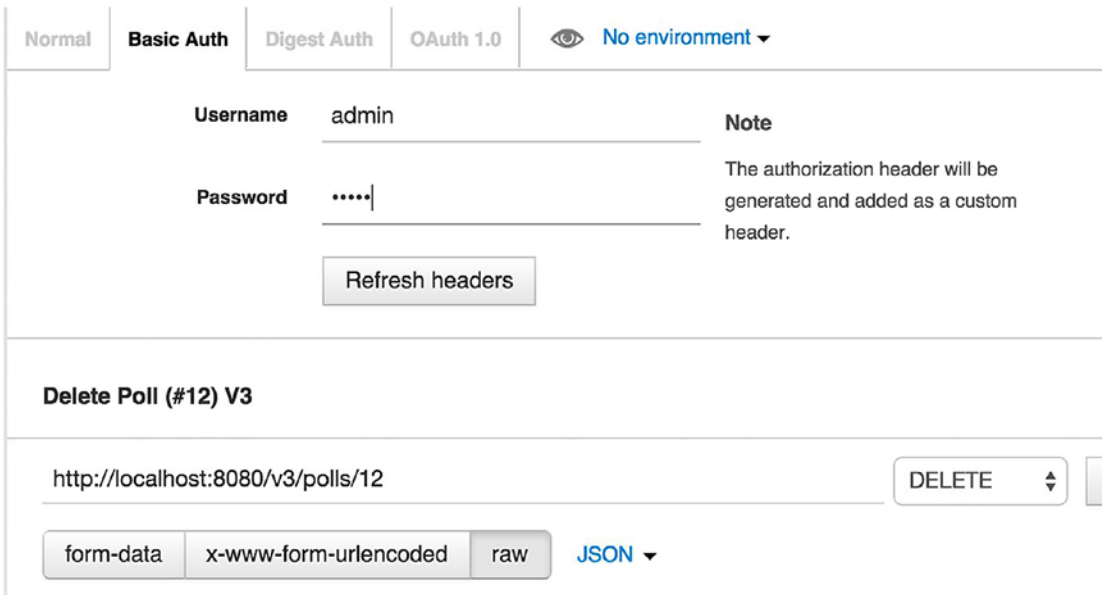 Normal Basic Auth Digest Auth OAuth 1.0 No environment
Username admin
Password •••••
Note
The authorization header will be
generated and added as a custom
header.
Refresh headers
Delete Poll (#12) V3
http://localhost:8080/v3/polls/12 DELETE
form-data x-www-form-urlencoded raw JSON